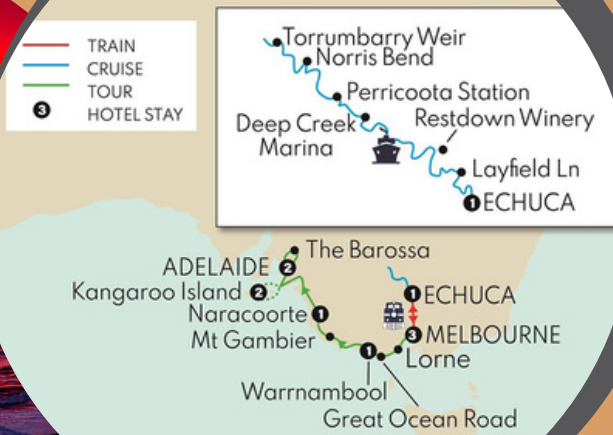 TRAIN
CRUISE
TOUR
3 HOTEL STAY
Torrumbarry Weir
Norris Bend
Perricoota Station
Deep Creek
Marina
Restdown Winery
Layfield Ln
1 ECHUCA
The Barossa
ADELAIDE 2
Kangaroo Island 2
1 ECHUCA
Naracoorte 1
Mt Gambier
3 MELBOURNE
Lorne
1
Warrnambool
Great Ocean Road